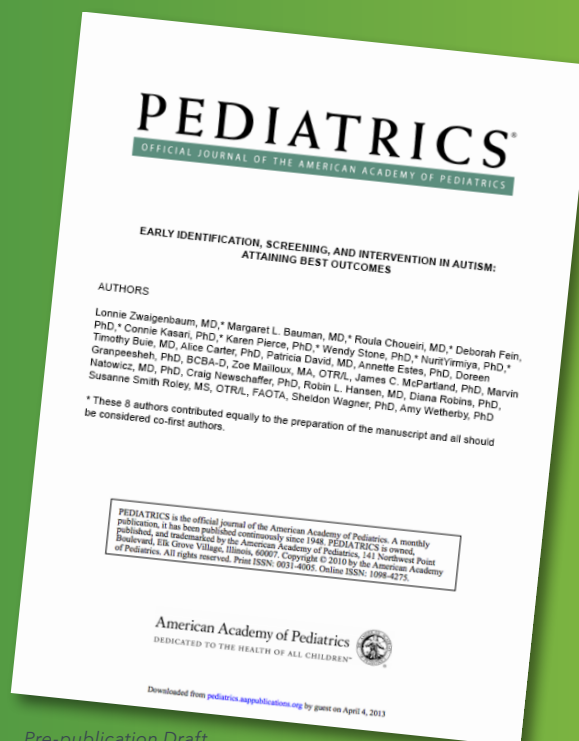 PEDIATRICS®
OFFICIAL JOURNAL OF THE AMERICAN ACADEMY OF PEDIATRICS
EARLY IDENTIFICATION, SCREENING, AND INTERVENTION IN AUTISM:
ATTAINING BEST OUTCOMES
AUTHORS
Lonnie Zwaigenbaum, MD,* Margaret L. Bauman, MD,* Roula Choueiri, MD,* Deborah Fein,
PhD,* Connie Kasari, PhD,* Karen Pierce, PhD,* Wendy Stone, PhD,* NuritYirmiya, PhD,*
Timothy Buie, MD, Alice Carter, PhD, Patricia David, MD, Annette Estes, PhD, Doreen
Granpeesheh, PhD, BCBA-D, Zoe Mailloux, MA, OTR/L, James C. McPartland, PhD, Marvin
Natowicz, MD, PhD, Craig Newschaffer, PhD, Robin L. Hansen, MD, Diana Robins, PhD,
Susanne Smith Roley, MS, OTR/L, FAOTA, Sheldon Wagner, PhD, Amy Wetherby, PhD
* These 8 authors contributed equally to the preparation of the manuscript and all should
be considered co-first authors.
PEDIATRICS is the official journal of the American Academy of Pediatrics. A monthly
publication, it has been published continuously since 1948. PEDIATRICS is owned,
published, and trademarked by the American Academy of Pediatrics, 141 Northwest Point
Boulevard, Elk Grove Village, Illinois, 60007. Copyright © 2010 by the American Academy
of Pediatrics. All rights reserved. Print ISSN: 0031-4005. Online ISSN: 1098-4275.
American Academy of Pediatrics
DEDICATED TO THE HEALTH OF ALL CHILDREN™
Downloaded from pediatrics.aappublications.org by guest on April 4, 2013
Pre-publication Draft